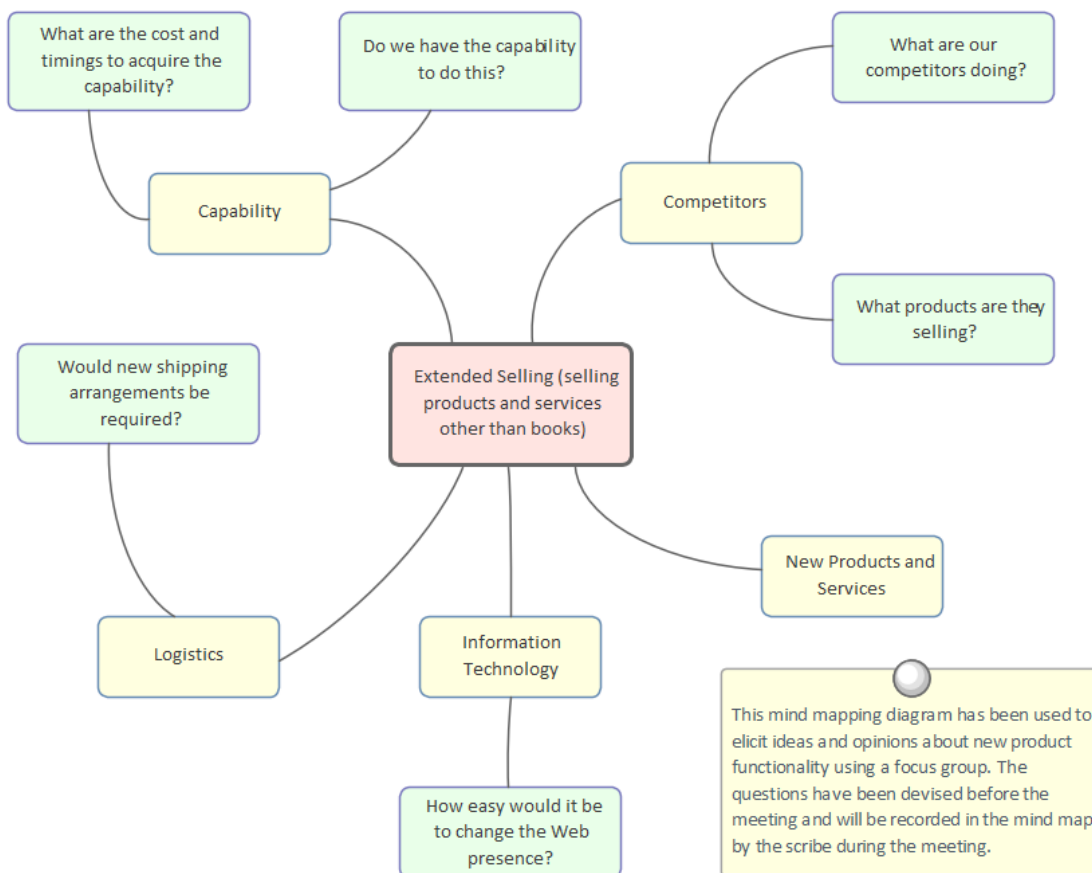 What are the cost and
timings to acquire the
capability?
Do we have the capability
to do this?
What are our
competitors doing?
Capability
Competitors
What products are they
selling?
Would new shipping
arrangements be
required?
Extended Selling (selling
products and services
other than books)
New Products and
Services
Logistics
Information
Technology
How easy would it be
to change the Web
presence?
This mind mapping diagram has been used to
elicit ideas and opinions about new product
functionality using a focus group. The
questions have been devised before the
meeting and will be recorded in the mind map
by the scribe during the meeting.